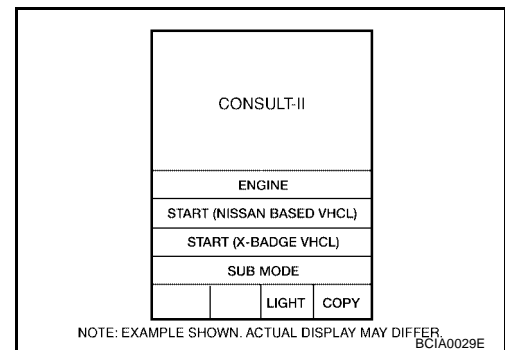 CONSULT-II
ENGINE
START (NISSAN BASED VHCL)
START (X-BADGE VHCL)
SUB MODE
LIGHT COPY
NOTE: EXAMPLE SHOWN. ACTUAL DISPLAY MAY DIFFER.
BCIA0029E